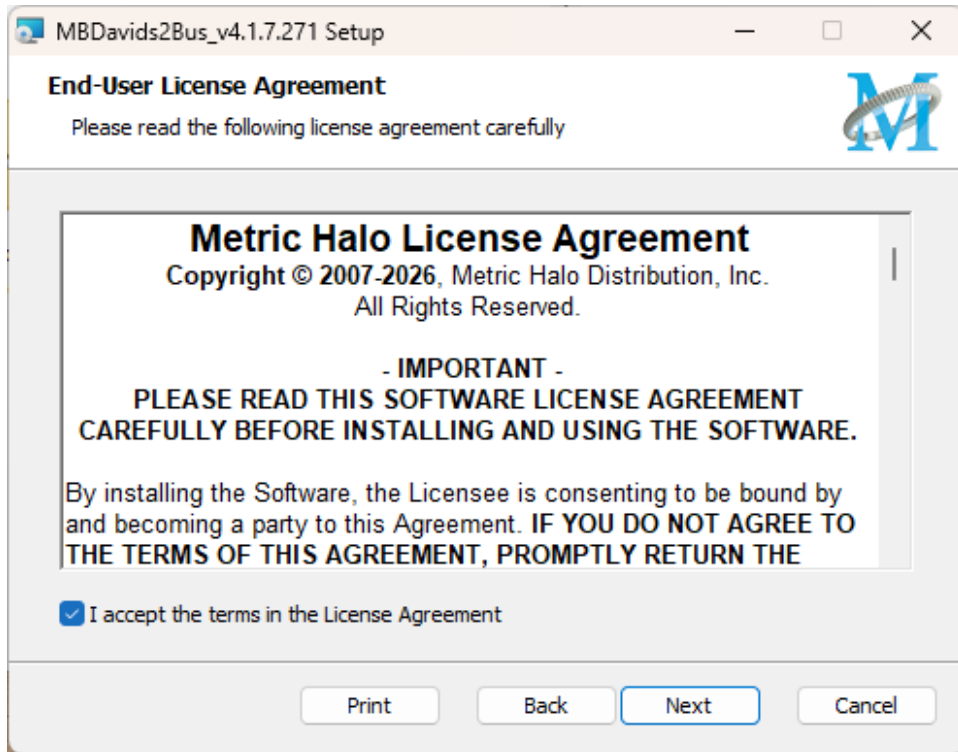 MBDavids2Bus_v4.1.7.271 Setup
End-User License Agreement
Please read the following license agreement carefully
Metric Halo License Agreement
Copyright © 2007-2026, Metric Halo Distribution, Inc.
All Rights Reserved.
- IMPORTANT -
PLEASE READ THIS SOFTWARE LICENSE AGREEMENT
CAREFULLY BEFORE INSTALLING AND USING THE SOFTWARE.
By installing the Software, the Licensee is consenting to be bound by
and becoming a party to this Agreement. IF YOU DO NOT AGREE TO
THE TERMS OF THIS AGREEMENT, PROMPTLY RETURN THE
I accept the terms in the License Agreement
Print
Back
Next
Cancel